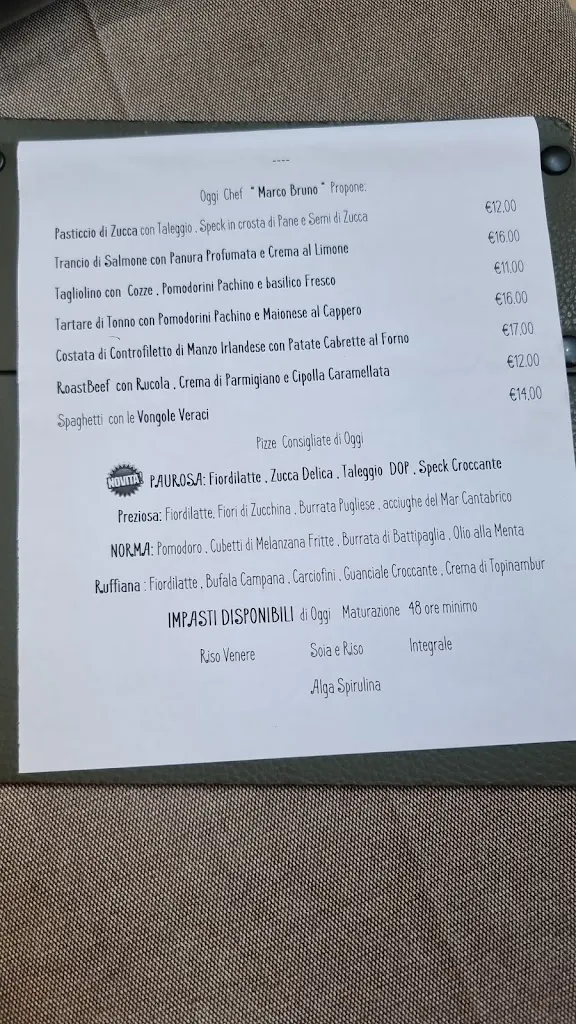 ----
Oggi Chef " Marco Bruno " Propone:
Pasticcio di Zucca con Taleggio , Speck in crosta di Pane e Semi di Zucca €12,00
Trancio di Salmone con Panura Profumata e Crema al Limone €16.00
Tagliolino con Cozze , Pomodorini Pachino e basilico Fresco €11.00
Tartare di Tonno con Pomodorini Pachino e Maionese al Cappero €16.00
Costata di Controfiletto di Manzo Irlandese con Patate Cabrette al Forno €17,00
RoastBeef con Rucola , Crema di Parmigiano e Cipolla Caramellata €12.00
Spaghetti con le Vongole Veraci €14,00
Pizze Consigliate di Oggi
NOVITA' PAUROSA: Fiordilatte , Zucca Delica , Taleggio DOP , Speck Croccante
Preziosa: Fiordilatte, Fiori di Zucchina , Burrata Pugliese , acciughe del Mar Cantabrico
NORMA: Pomodoro , Cubetti di Melanzana Fritte , Burrata di Battipaglia , Olio alla Menta
Ruffiana : Fiordilatte , Bufala Campana , Carciofini , Guanciale Croccante , Crema di Topinambur
IMPASTI DISPONIBILI di Oggi Maturazione 48 ore minimo
Riso Venere Soia e Riso Integrale
Alga Spirulina